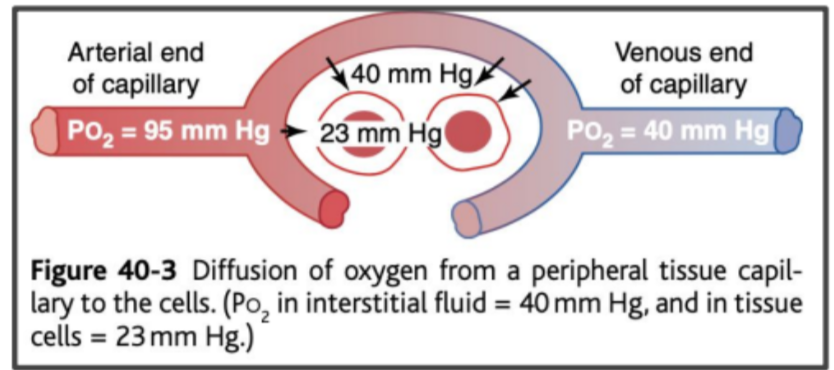 Arterial end
of capillary
Venous end
of capillary
40 mm Hg
PO₂ = 95 mm Hg
23 mm Hg
PO₂ = 40 mm Hg
Figure 40-3 Diffusion of oxygen from a peripheral tissue capil-
lary to the cells. (PO₂ in interstitial fluid = 40 mm Hg, and in tissue
cells = 23 mm Hg.)